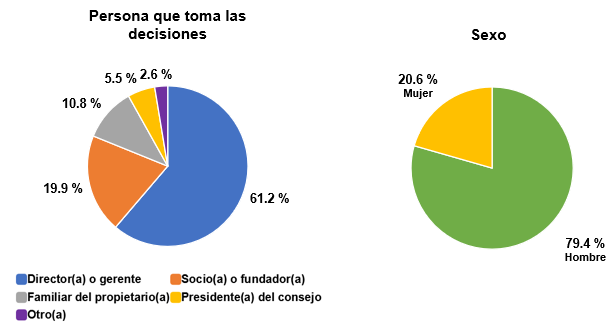 Persona que toma las
decisiones
5.5 %
2.6 %
10.8 %
19.9 %
61.2 %
Director(a) o gerente
Socio(a) o fundador(a)
Familiar del propietario(a)
Presidente(a) del consejo
Otro(a)
Sexo
20.6 %
Mujer
79.4 %
Hombre